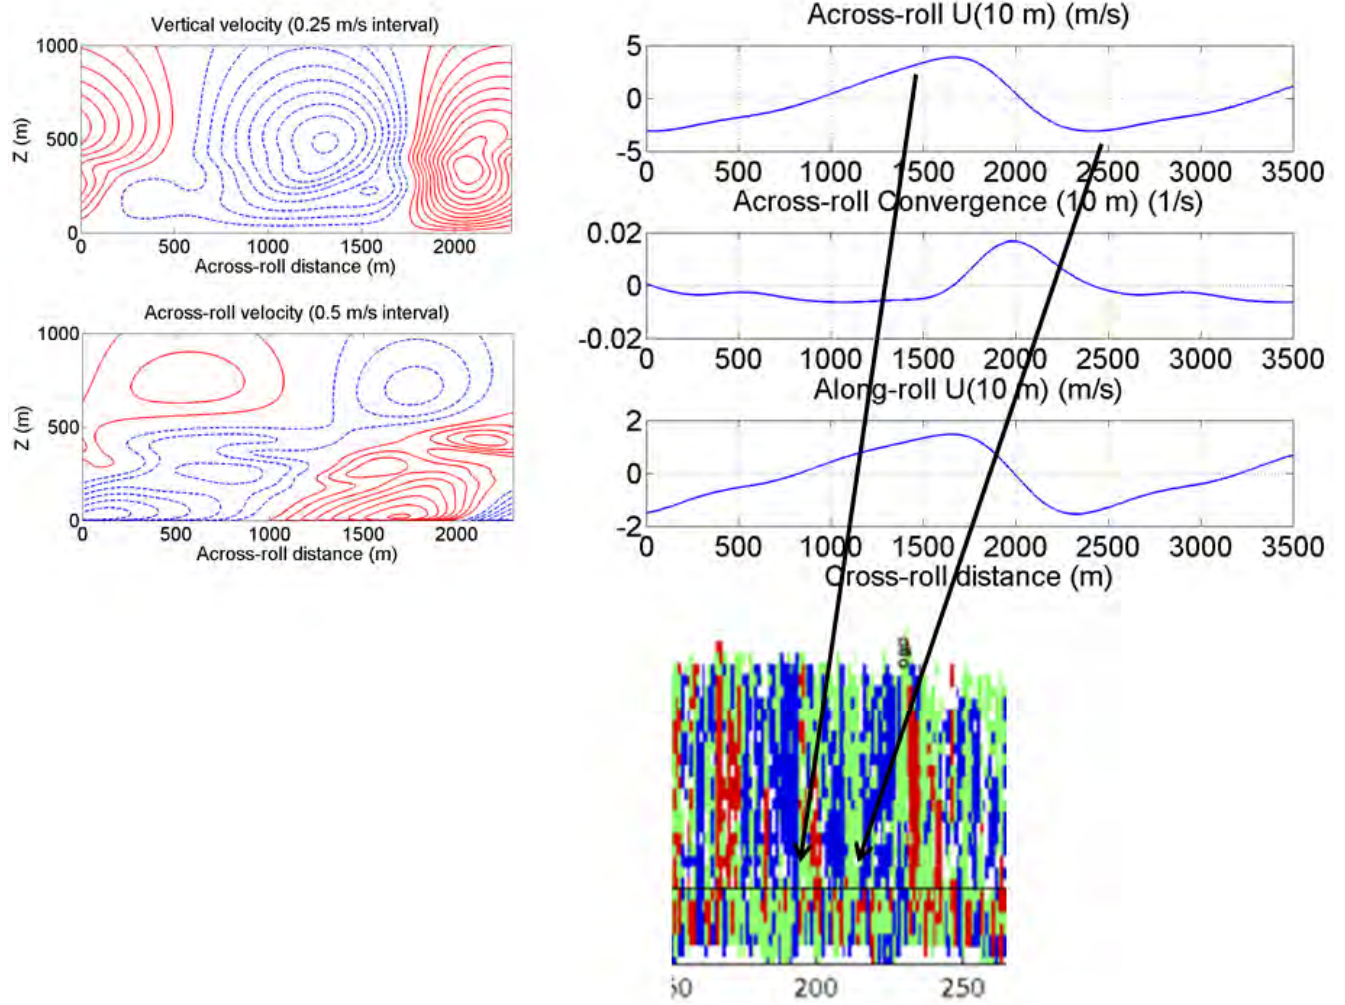 Vertical velocity (0.25 m/s interval)
1000
500
0
Z (m)
0 500 1000 1500 2000
Across-roll distance (m)
Across-roll velocity (0.5 m/s interval)
1000
500
0
Z (m)
0 500 1000 1500 2000
Across-roll distance (m)
Across-roll U(10 m) (m/s)
5
0
-5
0 500 1000 1500 2000 2500 3000 3500
Across-roll Convergence (10 m) (1/s)
0.02
0
-0.02
0 500 1000 1500 2000 2500 3000 3500
Along-roll U(10 m) (m/s)
2
0
-2
0 500 1000 1500 2000 2500 3000 3500
Cross-roll distance (m)
50 200 250